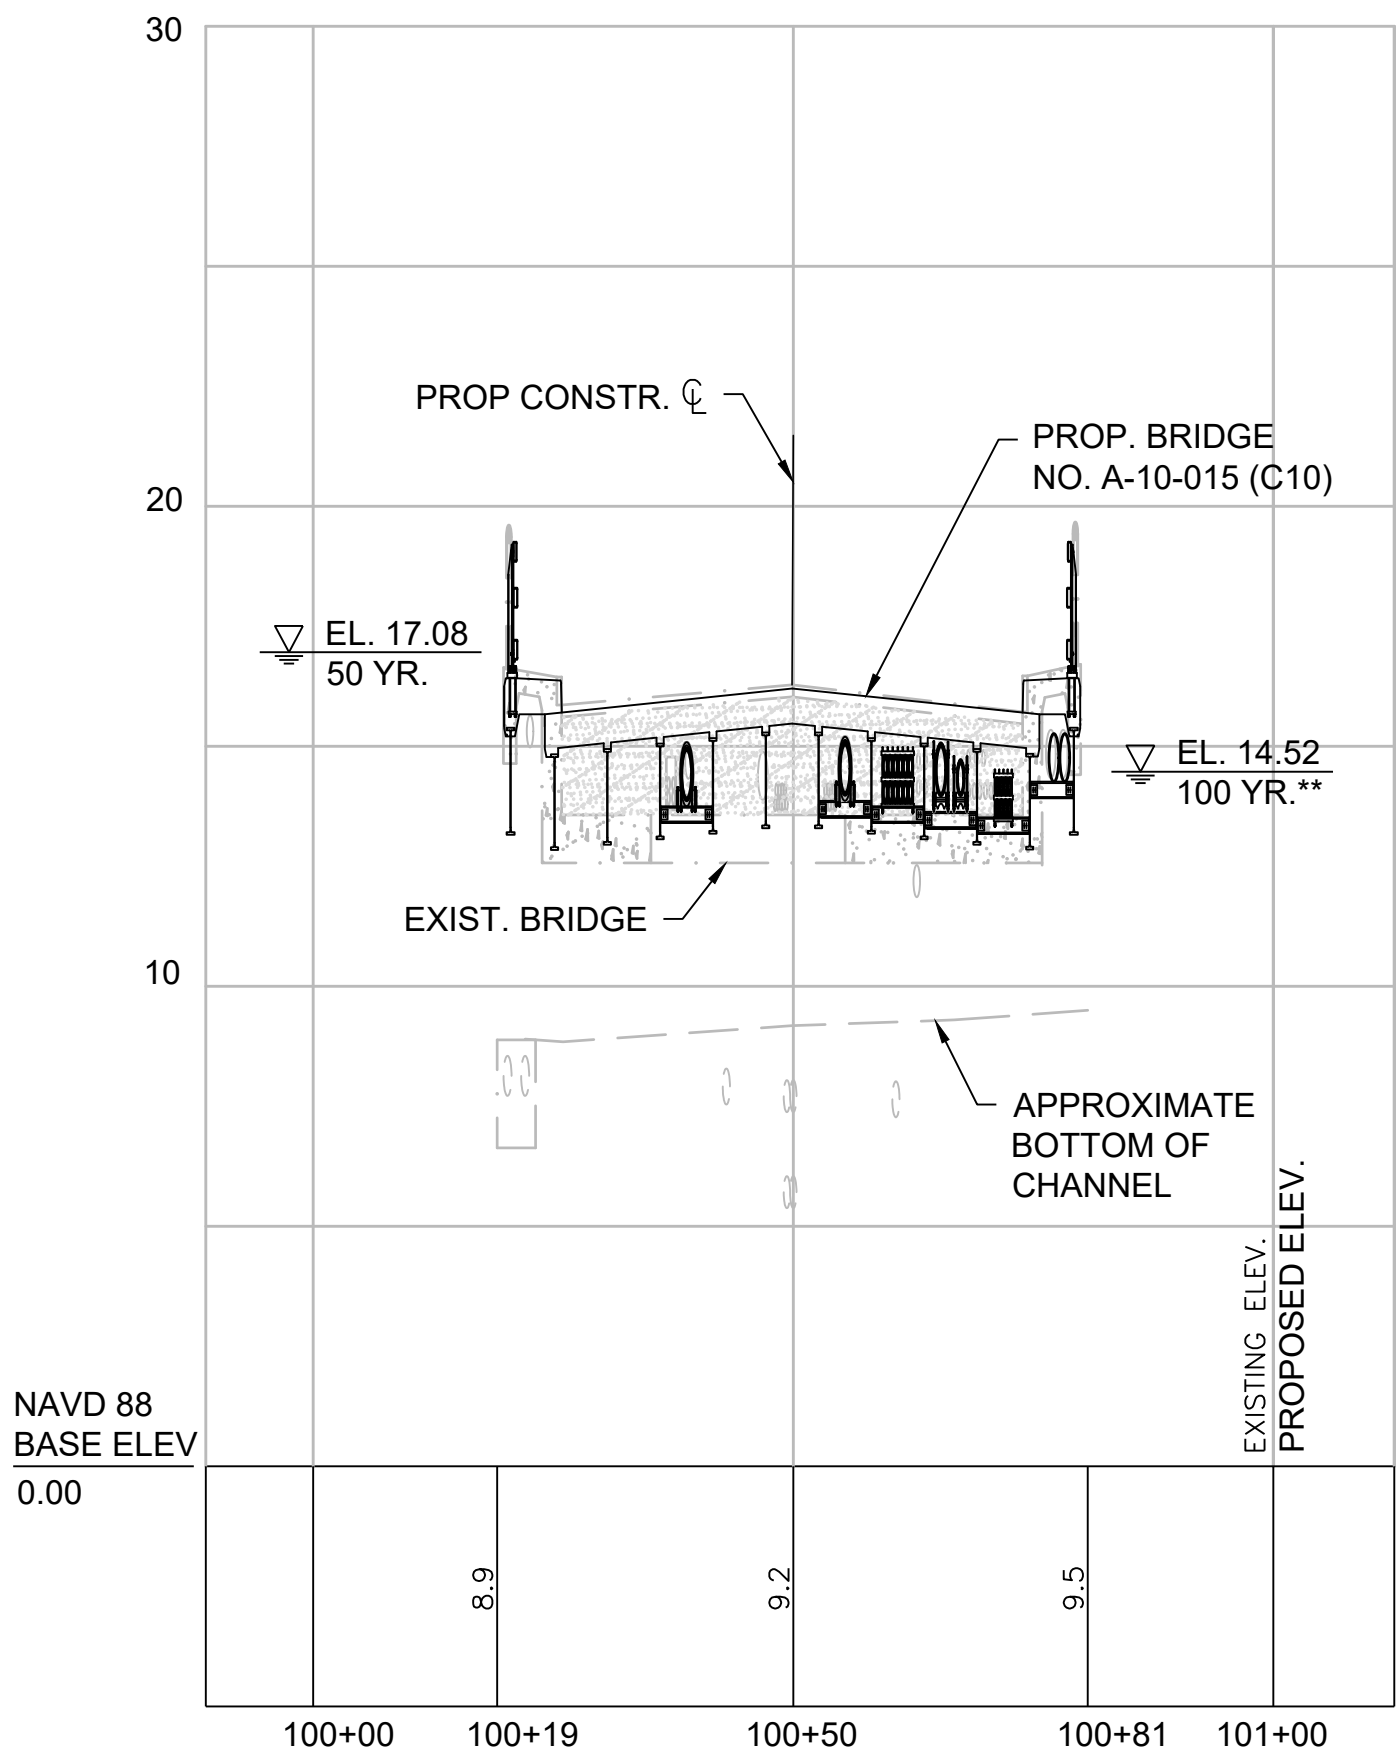 30
PROP CONSTR. ℄
PROP. BRIDGE
NO. A-10-015 (C10)
20
EL. 17.08
50 YR.
EL. 14.52
100 YR.**
EXIST. BRIDGE
10
APPROXIMATE
BOTTOM OF
CHANNEL
EXISTING ELEV.
PROPOSED ELEV.
NAVD 88
BASE ELEV
0.00
8.9
9.2
9.5
100+00 100+19 100+50 100+81 101+00